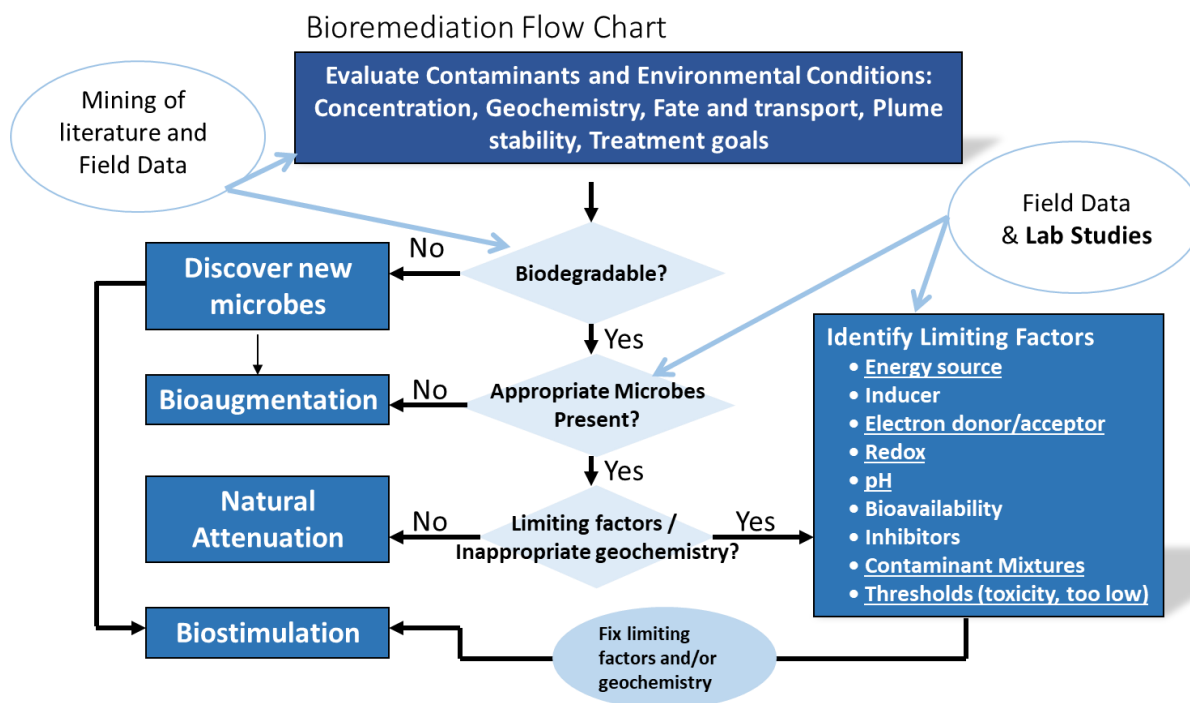 Bioremediation Flow Chart
Evaluate Contaminants and Environmental Conditions:
Concentration, Geochemistry, Fate and transport, Plume
stability, Treatment goals
Mining of
literature and
Field Data
Field Data
& Lab Studies
No
Biodegradable?
Discover new
microbes
Yes
Bioaugmentation
No
Appropriate Microbes
Present?
Yes
Natural
Attenuation
No
Limiting factors /
Inappropriate geochemistry?
Yes
Identify Limiting Factors
• Energy source
• Inducer
• Electron donor/acceptor
• Redox
• pH
• Bioavailability
• Inhibitors
• Contaminant Mixtures
• Thresholds (toxicity, too low)
Biostimulation
Fix limiting
factors and/or
geochemistry